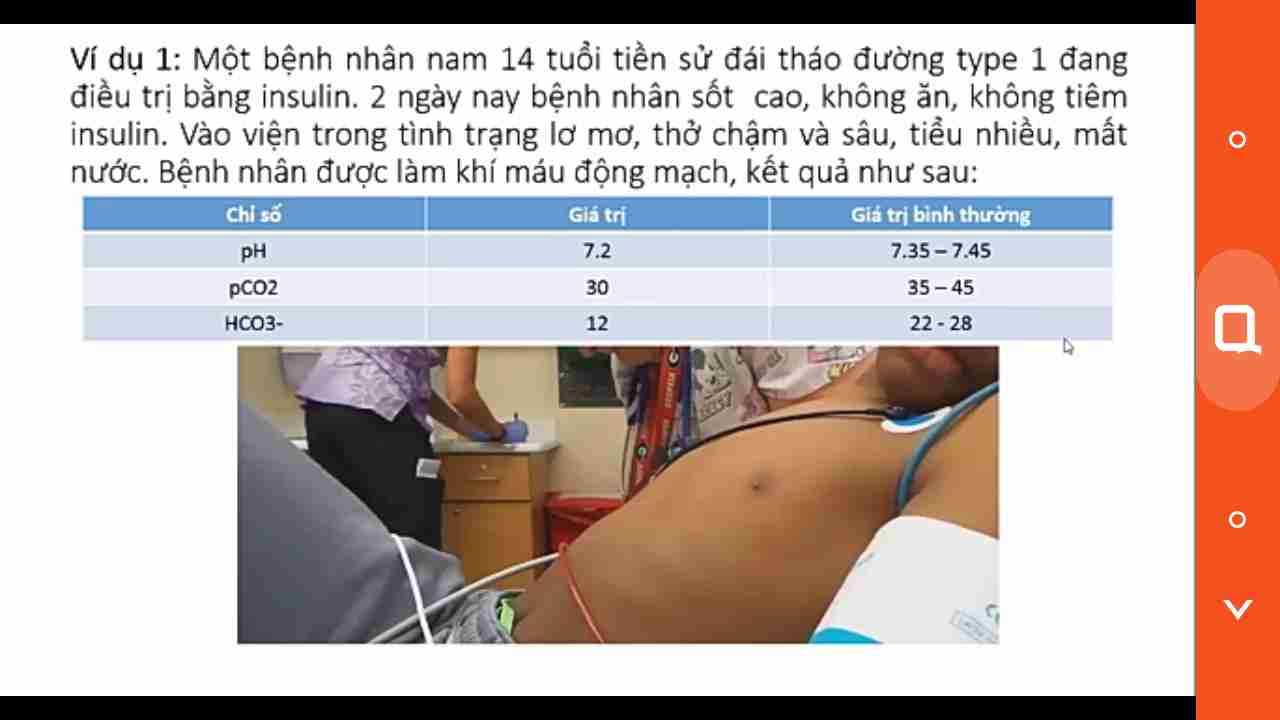 Ví dụ 1: Một bệnh nhân nam 14 tuổi tiền sử đái tháo đường type 1 đang
điều trị bằng insulin. 2 ngày nay bệnh nhân sốt cao, không ăn, không tiêm
insulin. Vào viện trong tình trạng lơ mơ, thở chậm và sâu, tiểu nhiều, mất
nước. Bệnh nhân được làm khí máu động mạch, kết quả như sau:
Chỉ số Giá trị Giá trị bình thường
pH 7.2 7.35 – 7.45
pCO2 30 35 – 45
HCO3- 12 22 - 28